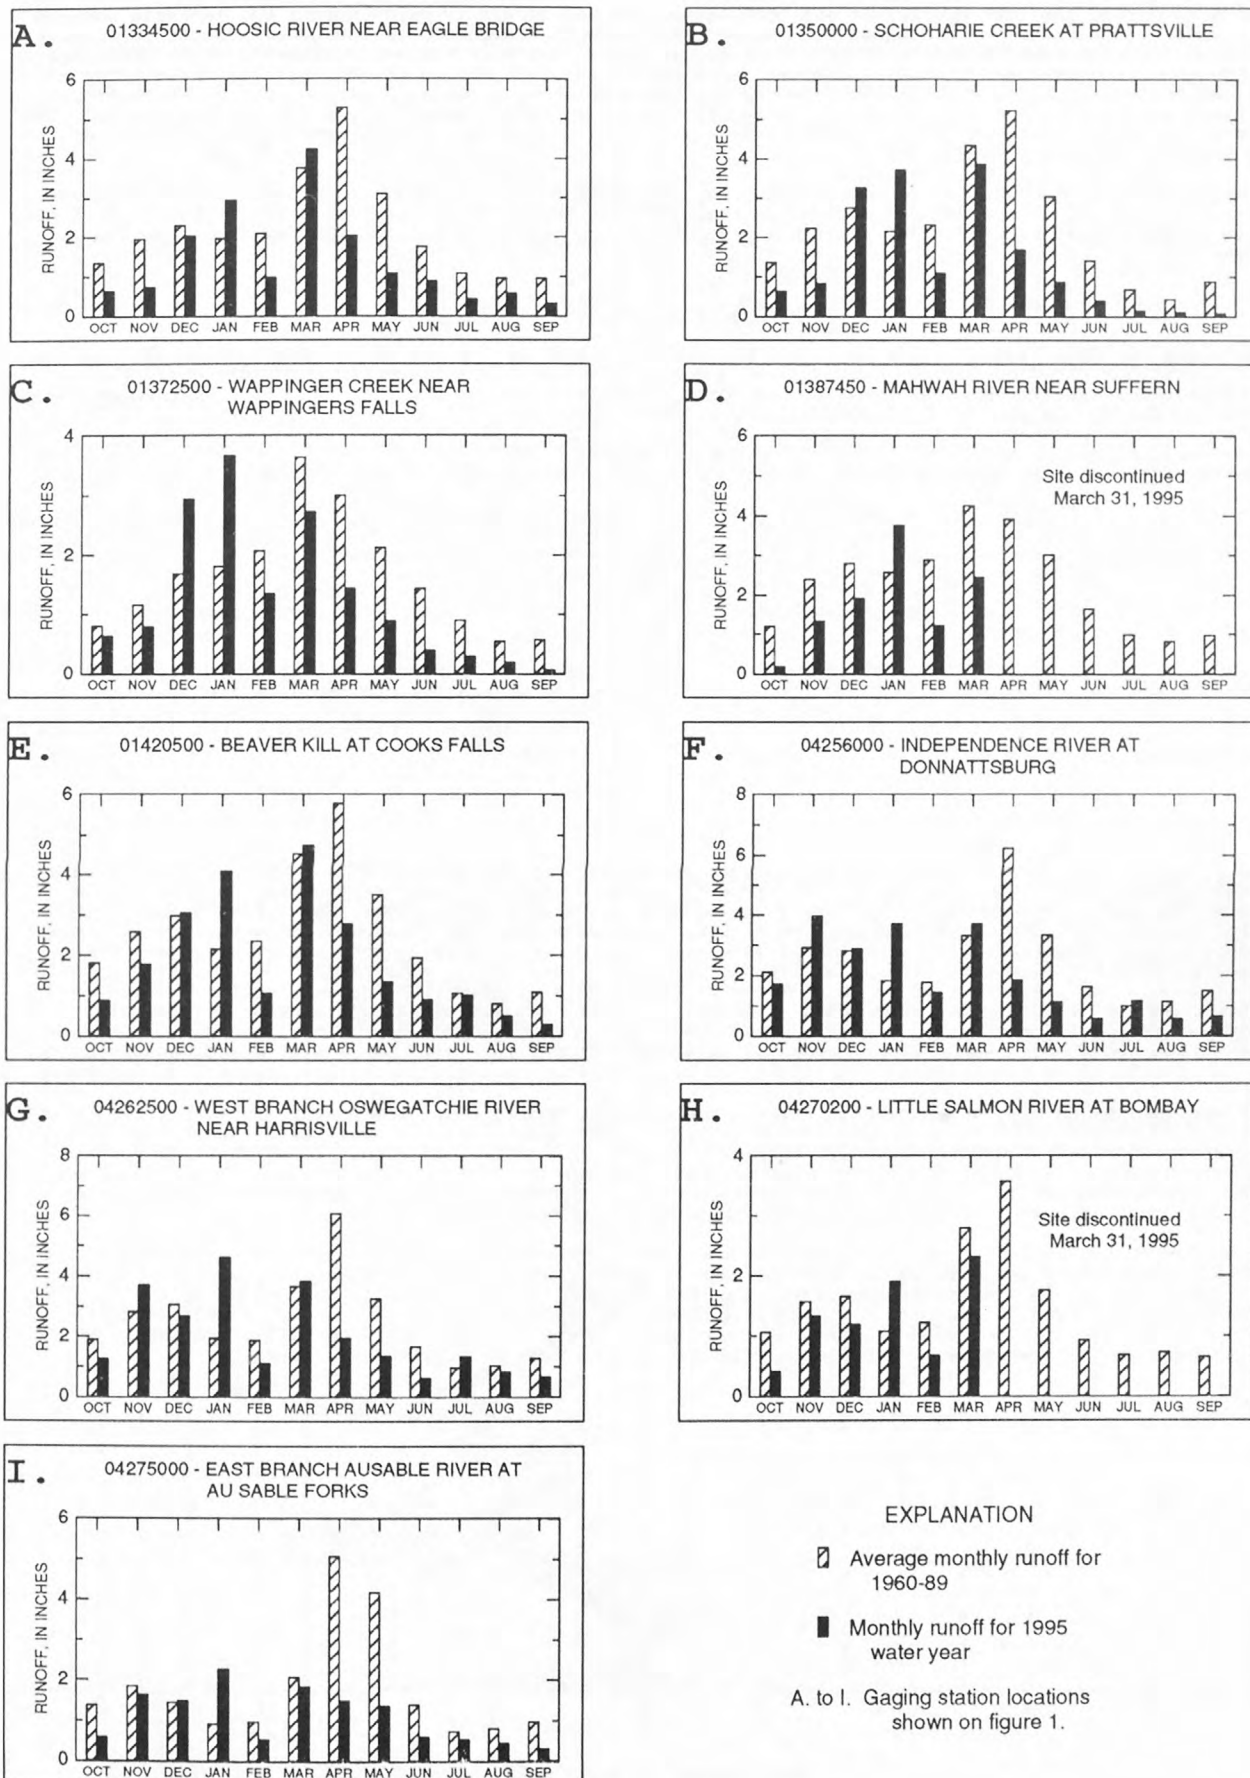 A.
01334500 - HOOSIC RIVER NEAR EAGLE BRIDGE
RUNOFF, IN INCHES
6
4
2
0
OCT NOV DEC JAN FEB MAR APR MAY JUN JUL AUG SEP
B.
01350000 - SCHOHARIE CREEK AT PRATTSVILLE
RUNOFF, IN INCHES
6
4
2
0
OCT NOV DEC JAN FEB MAR APR MAY JUN JUL AUG SEP
C.
01372500 - WAPPINGER CREEK NEAR
WAPPINGERS FALLS
RUNOFF, IN INCHES
4
2
0
OCT NOV DEC JAN FEB MAR APR MAY JUN JUL AUG SEP
D.
01387450 - MAHWAH RIVER NEAR SUFFERN
Site discontinued
March 31, 1995
RUNOFF, IN INCHES
6
4
2
0
OCT NOV DEC JAN FEB MAR APR MAY JUN JUL AUG SEP
E.
01420500 - BEAVER KILL AT COOKS FALLS
RUNOFF, IN INCHES
6
4
2
0
OCT NOV DEC JAN FEB MAR APR MAY JUN JUL AUG SEP
F.
04256000 - INDEPENDENCE RIVER AT
DONNATTSBURG
RUNOFF, IN INCHES
8
6
4
2
0
OCT NOV DEC JAN FEB MAR APR MAY JUN JUL AUG SEP
G.
04262500 - WEST BRANCH OSWEGATCHIE RIVER
NEAR HARRISVILLE
RUNOFF, IN INCHES
8
6
4
2
0
OCT NOV DEC JAN FEB MAR APR MAY JUN JUL AUG SEP
H.
04270200 - LITTLE SALMON RIVER AT BOMBAY
Site discontinued
March 31, 1995
RUNOFF, IN INCHES
4
2
0
OCT NOV DEC JAN FEB MAR APR MAY JUN JUL AUG SEP
I.
04275000 - EAST BRANCH AUSABLE RIVER AT
AU SABLE FORKS
RUNOFF, IN INCHES
6
4
2
0
OCT NOV DEC JAN FEB MAR APR MAY JUN JUL AUG SEP
EXPLANATION
Average monthly runoff for
1960-89
Monthly runoff for 1995
water year
A. to I. Gaging station locations
shown on figure 1.